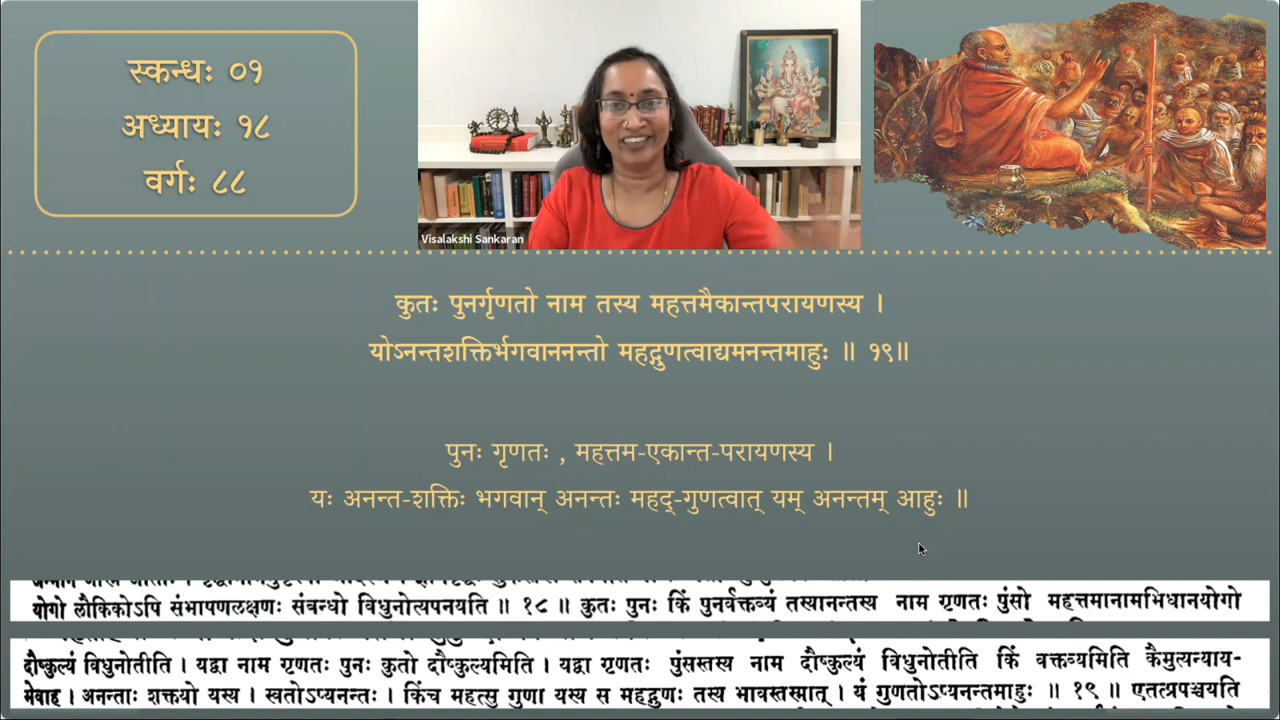 स्कन्धः ०१
अध्यायः १८
वर्गः ८८
Visalakshi Sankaran
कुतः पुनर्गृणतो नाम तस्य महत्तमैकान्तपरायणस्य ।
योऽनन्तशक्तिर्भगवाननन्तो महद्गुणत्वाद्यमनन्तमाहुः ॥ १९॥
पुनः गृणतः , महत्तम-एकान्त-परायणस्य ।
यः अनन्त-शक्तिः भगवान् अनन्तः महद्-गुणत्वात् यम् अनन्तम् आहुः ॥
योगो लौकिकोऽपि संभाषणलक्षणः संबन्धो विधुनोत्यपनयति ॥ १८ ॥ कुतः पुनः किं पुनर्वक्तव्यं तस्यानन्तस्य नाम गृणतः पुंसो महत्तमानामभिधानयोगो
दौष्कुल्यं विधुनोतीति । यद्वा नाम गृणतः पुनः कुतो दौष्कुल्यमिति । यद्वा गृणतः पुंसस्तस्य नाम दौष्कुल्यं विधुनोतीति किं वक्तव्यमिति कैमुत्यन्याय-
मेवाह । अनन्ताः शक्तयो यस्य । स्वतोऽप्यनन्तः । किंच महत्सु गुणा यस्य स महद्गुणः तस्य भावस्तस्मात् । यं गुणतोऽप्यनन्तमाहुः ॥ १९ ॥ एतत्प्रपञ्चयति